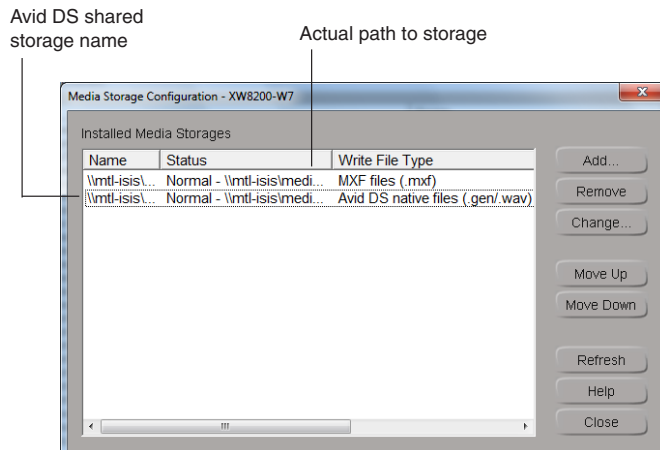 Avid DS shared
storage name
Actual path to storage
Media Storage Configuration - XW8200-W7
Installed Media Storages
Name Status Write File Type
\\mtl-isis\... Normal - \\mtl-isis\medi... MXF files (.mxf)
\\mtl-isis\... Normal - \\mtl-isis\medi... Avid DS native files (.gen/.wav)
Add...
Remove
Change...
Move Up
Move Down
Refresh
Help
Close